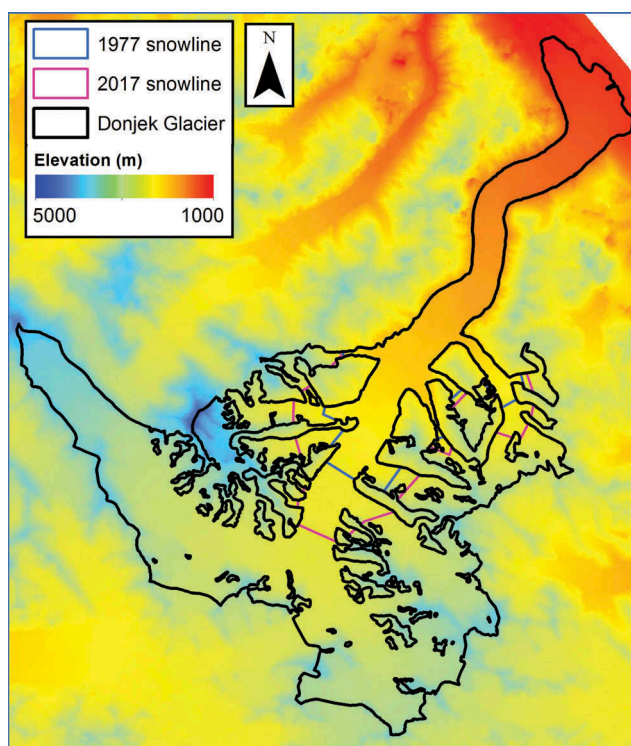 1977 snowline
2017 snowline
Donjek Glacier
Elevation (m)
5000 1000
N